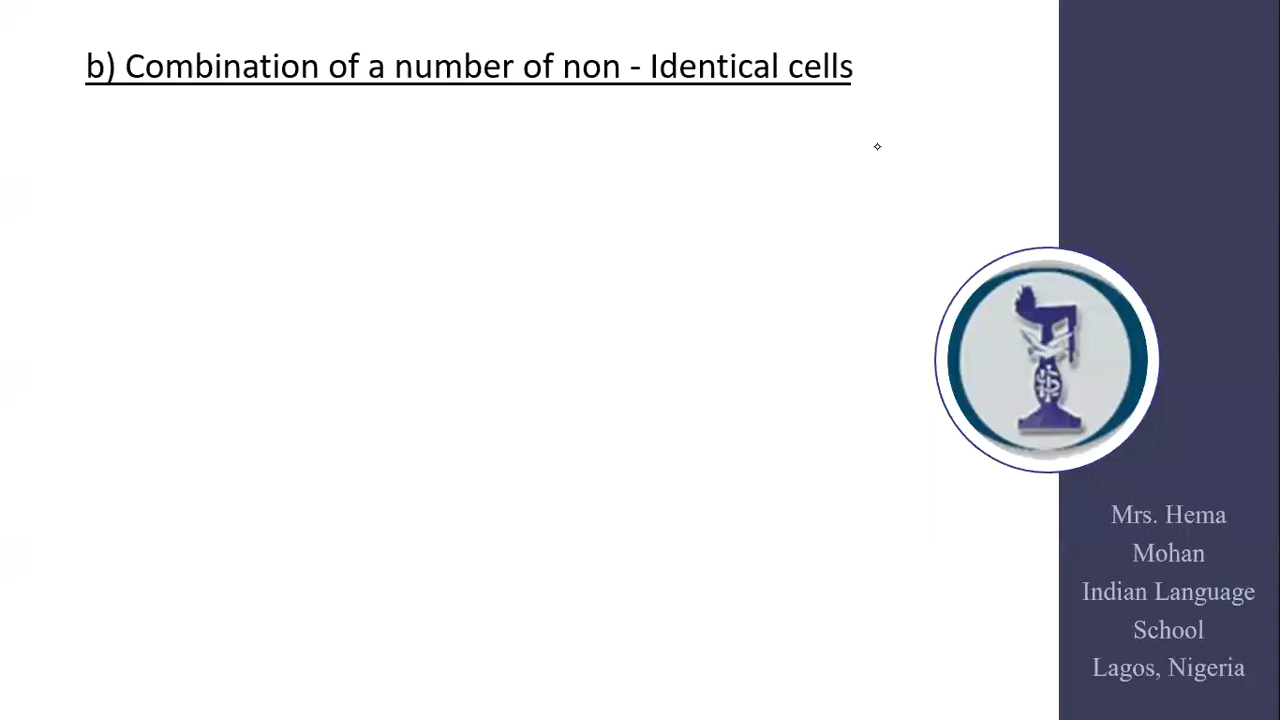 b) Combination of a number of non - Identical cells
Mrs. Hema
Mohan
Indian Language
School
Lagos, Nigeria